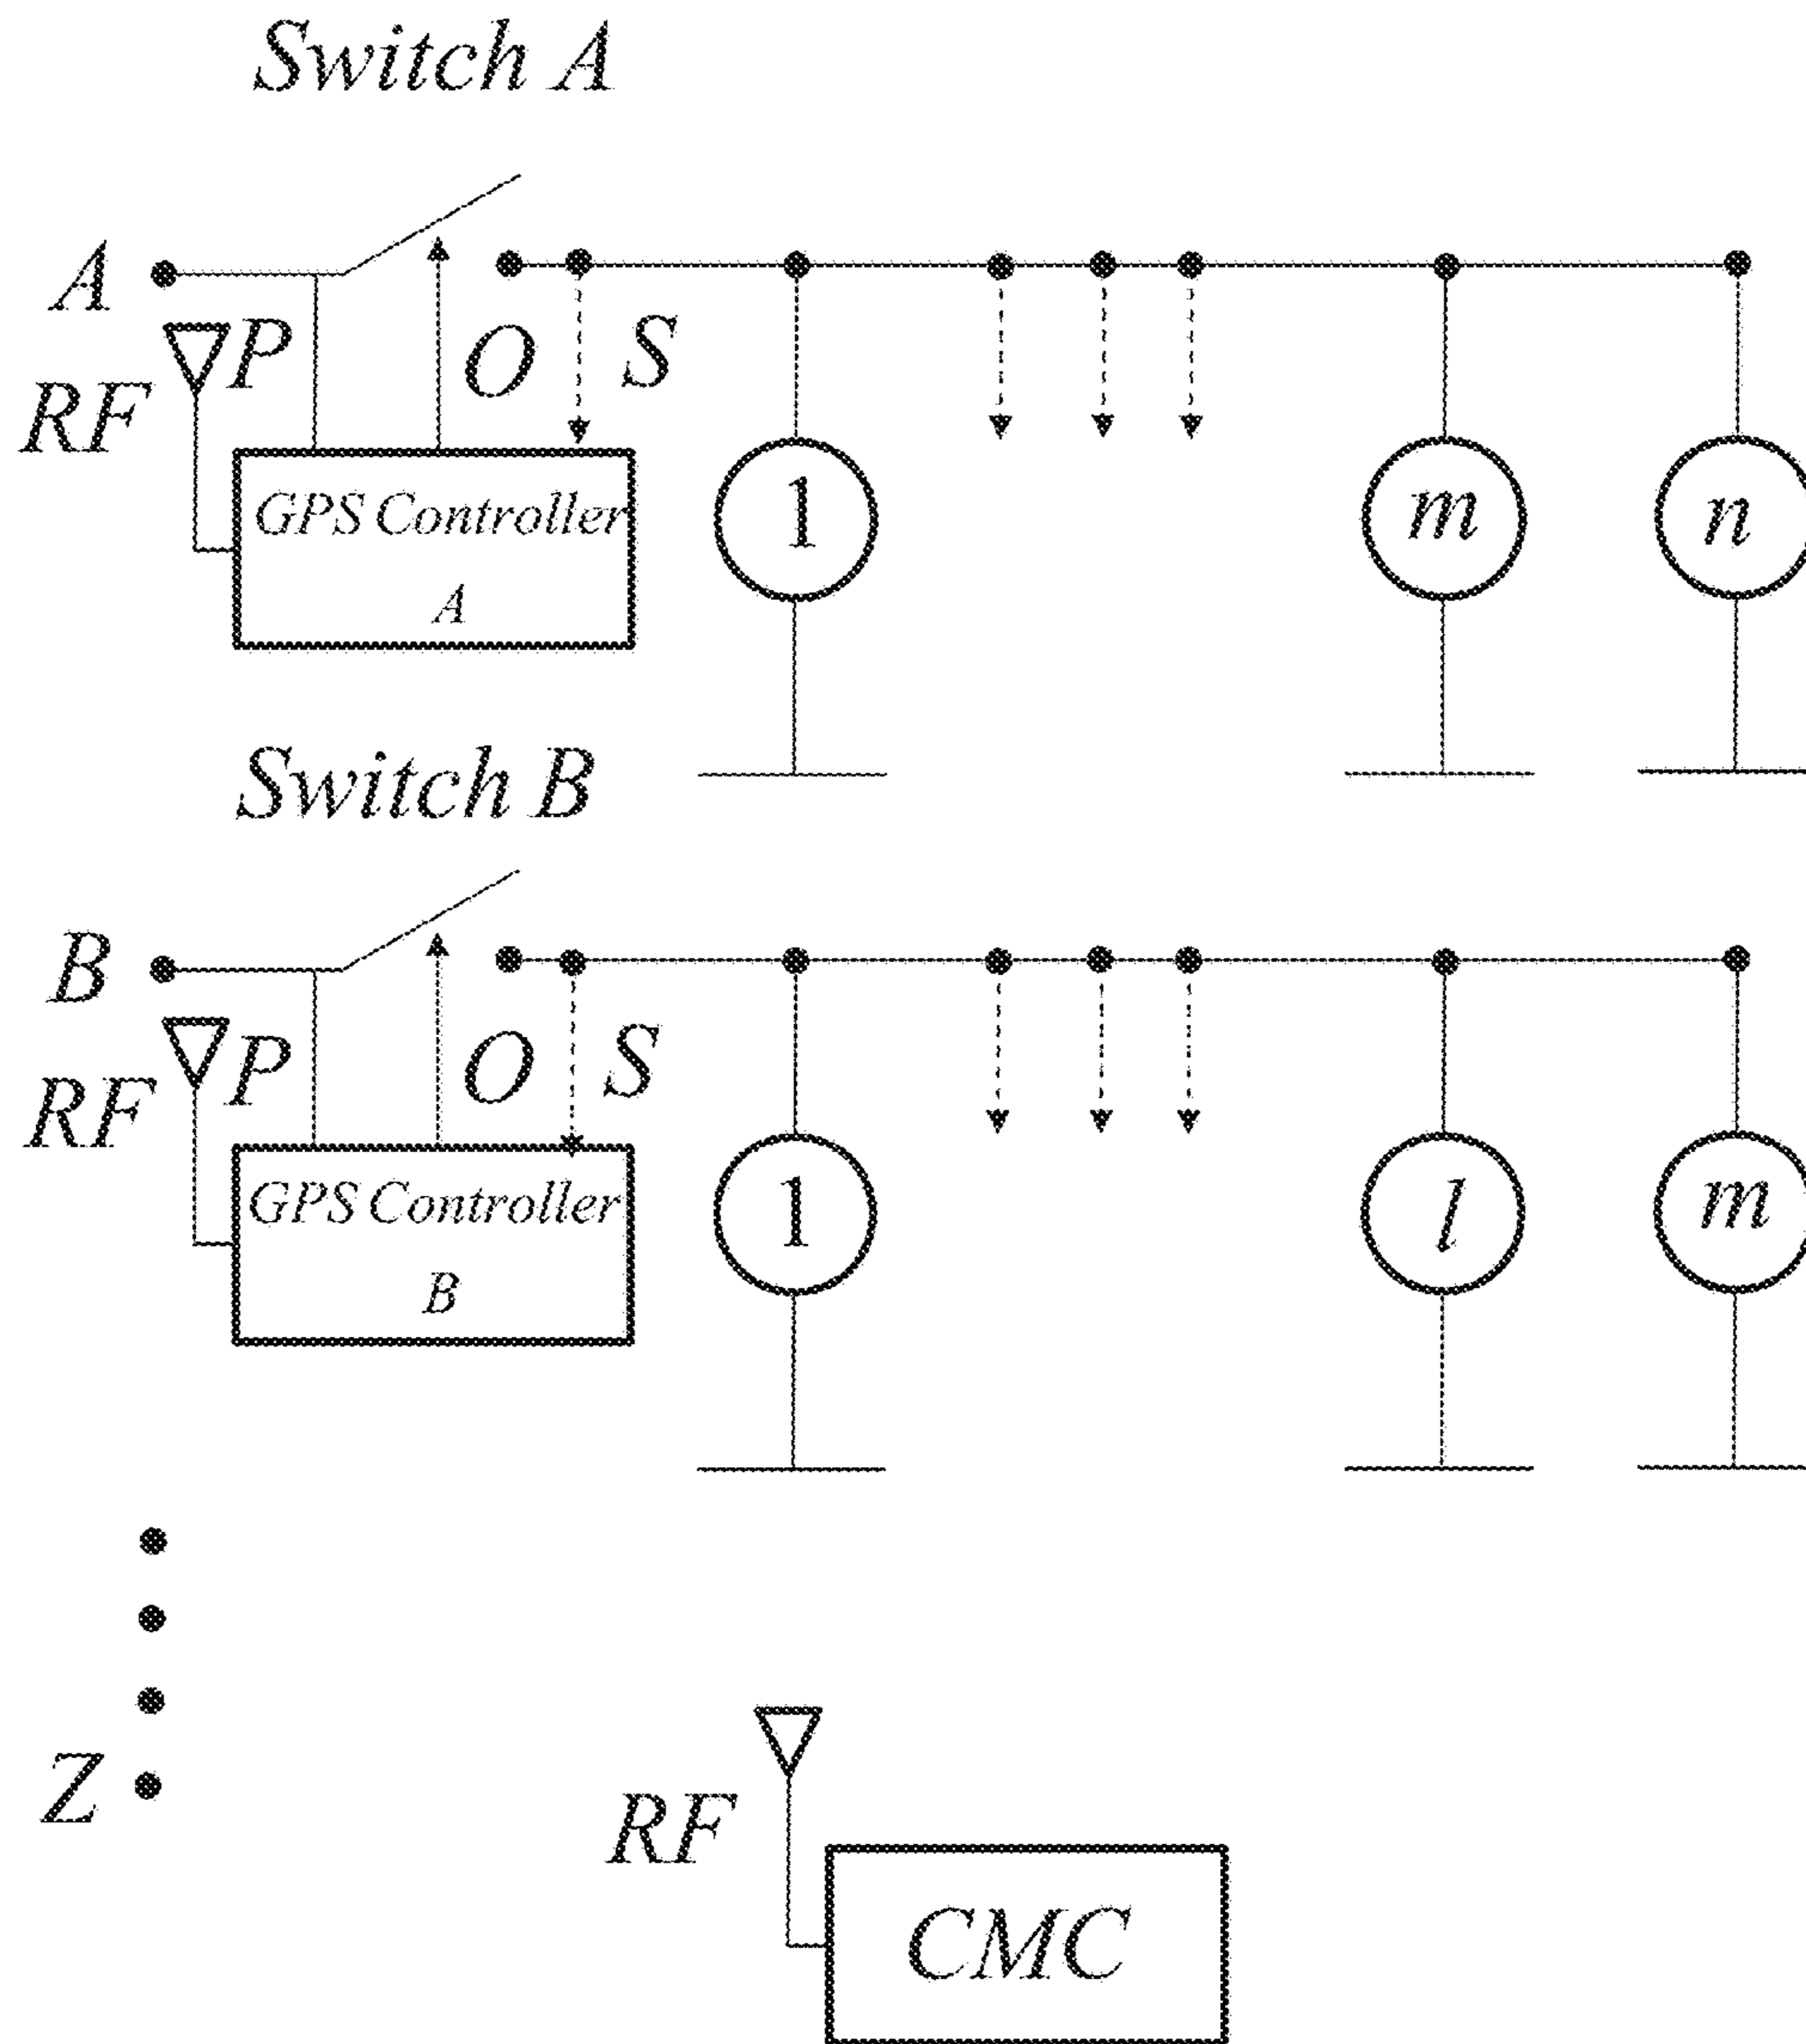 Switch A
A
P
O
S
RF
GPS Controller
A
1
m
n
Switch B
B
P
O
S
RF
GPS Controller
B
1
l
m
Z
RF
CMC